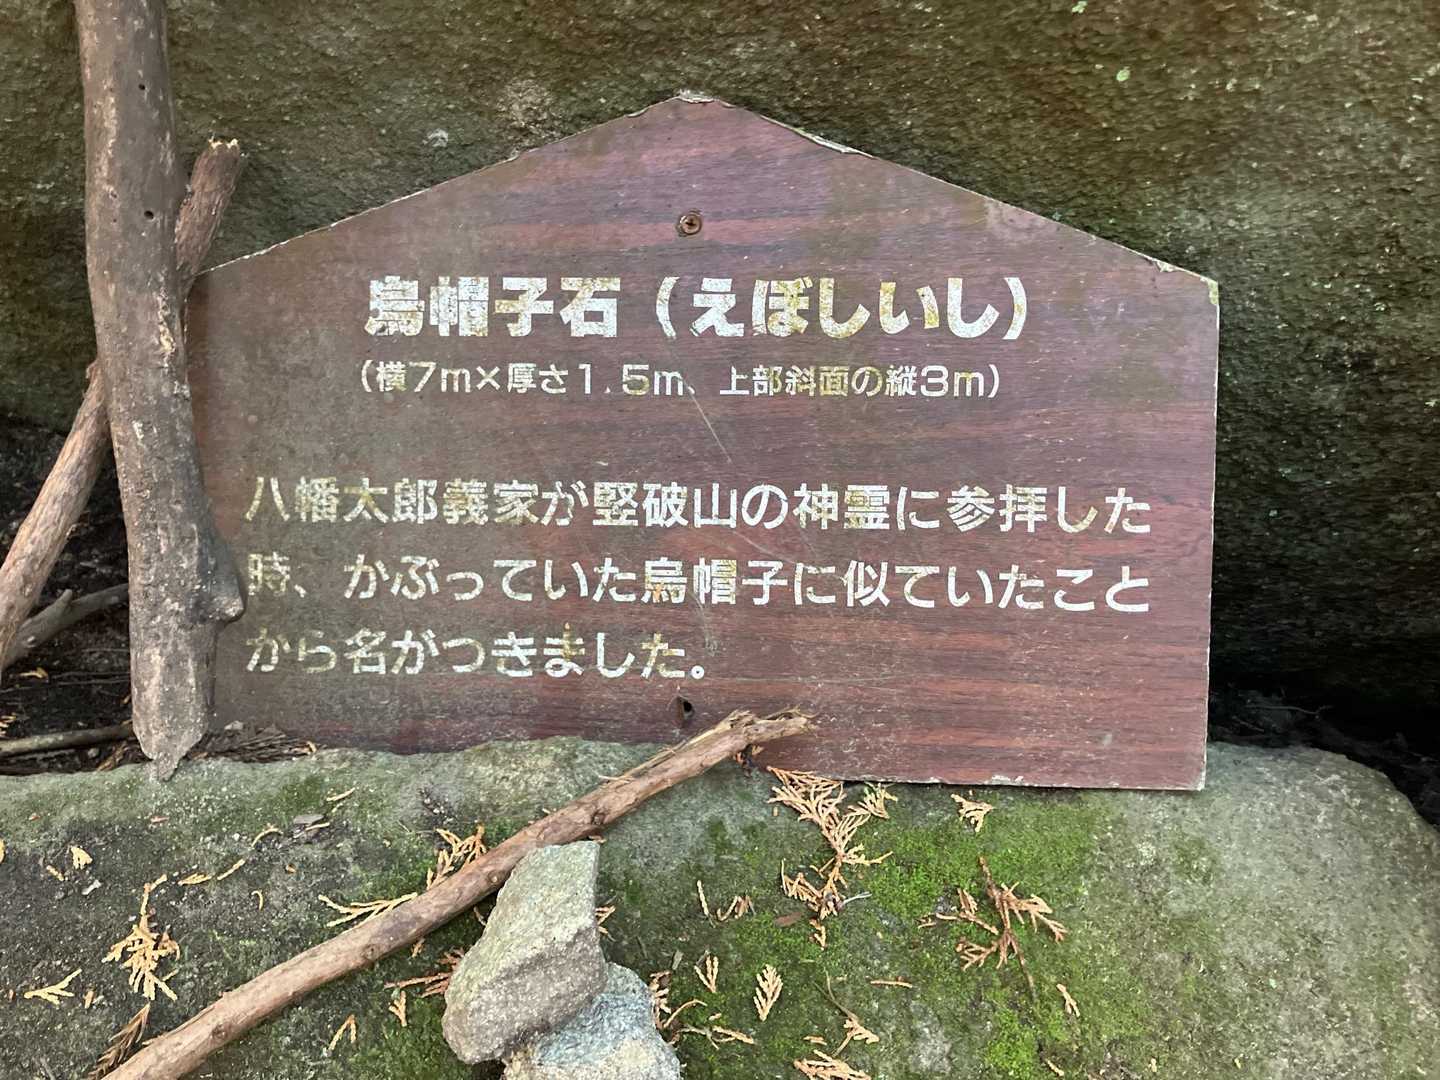 烏帽子石（えぼしいし）
（横7m×厚さ1.5m、上部斜面の縦3m）
八幡太郎義家が竪破山の神霊に参拝した
時、かぶっていた烏帽子に似ていたこと
から名がつきました。